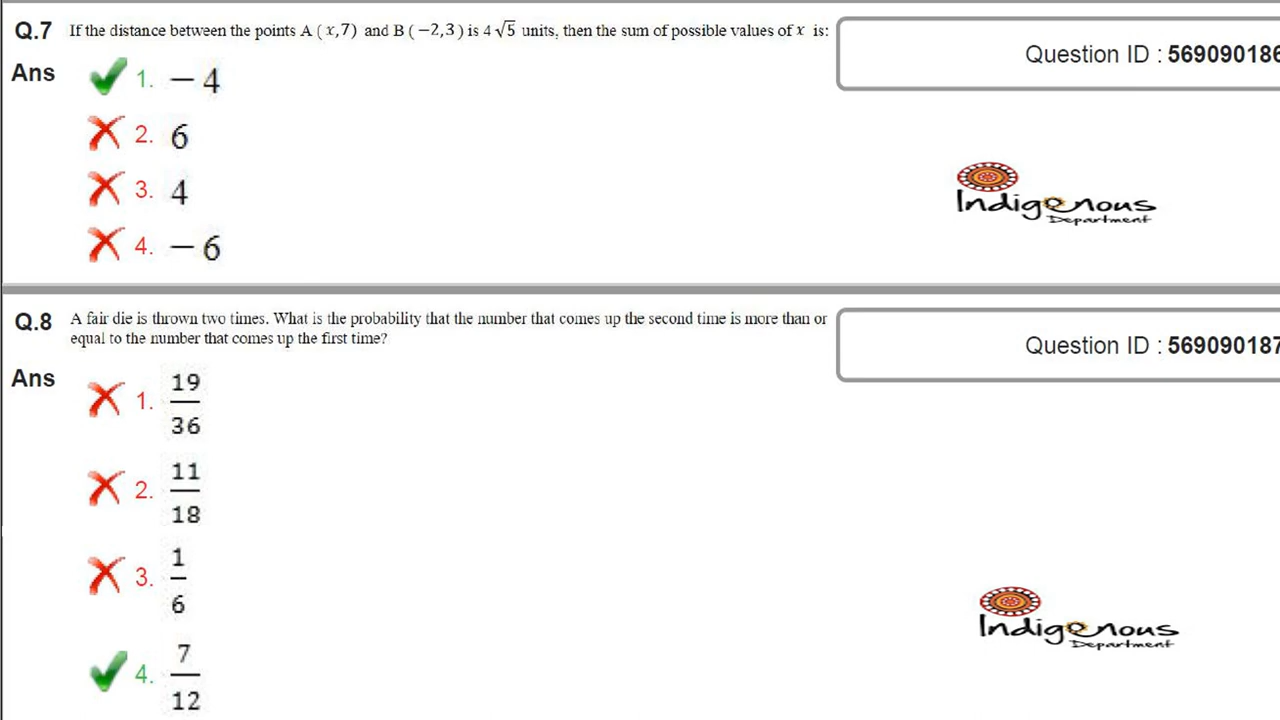 Q.7 If the distance between the points A (x,7) and B (−2,3) is 4√5 units, then the sum of possible values of x is:
Question ID : 569090186
Ans
1. − 4
2. 6
3. 4
4. − 6
Indigenous
Department
Q.8 A fair die is thrown two times. What is the probability that the number that comes up the second time is more than or
equal to the number that comes up the first time?
Question ID : 569090187
Ans
1. 19/36
2. 11/18
3. 1/6
4. 7/12
Indigenous
Department